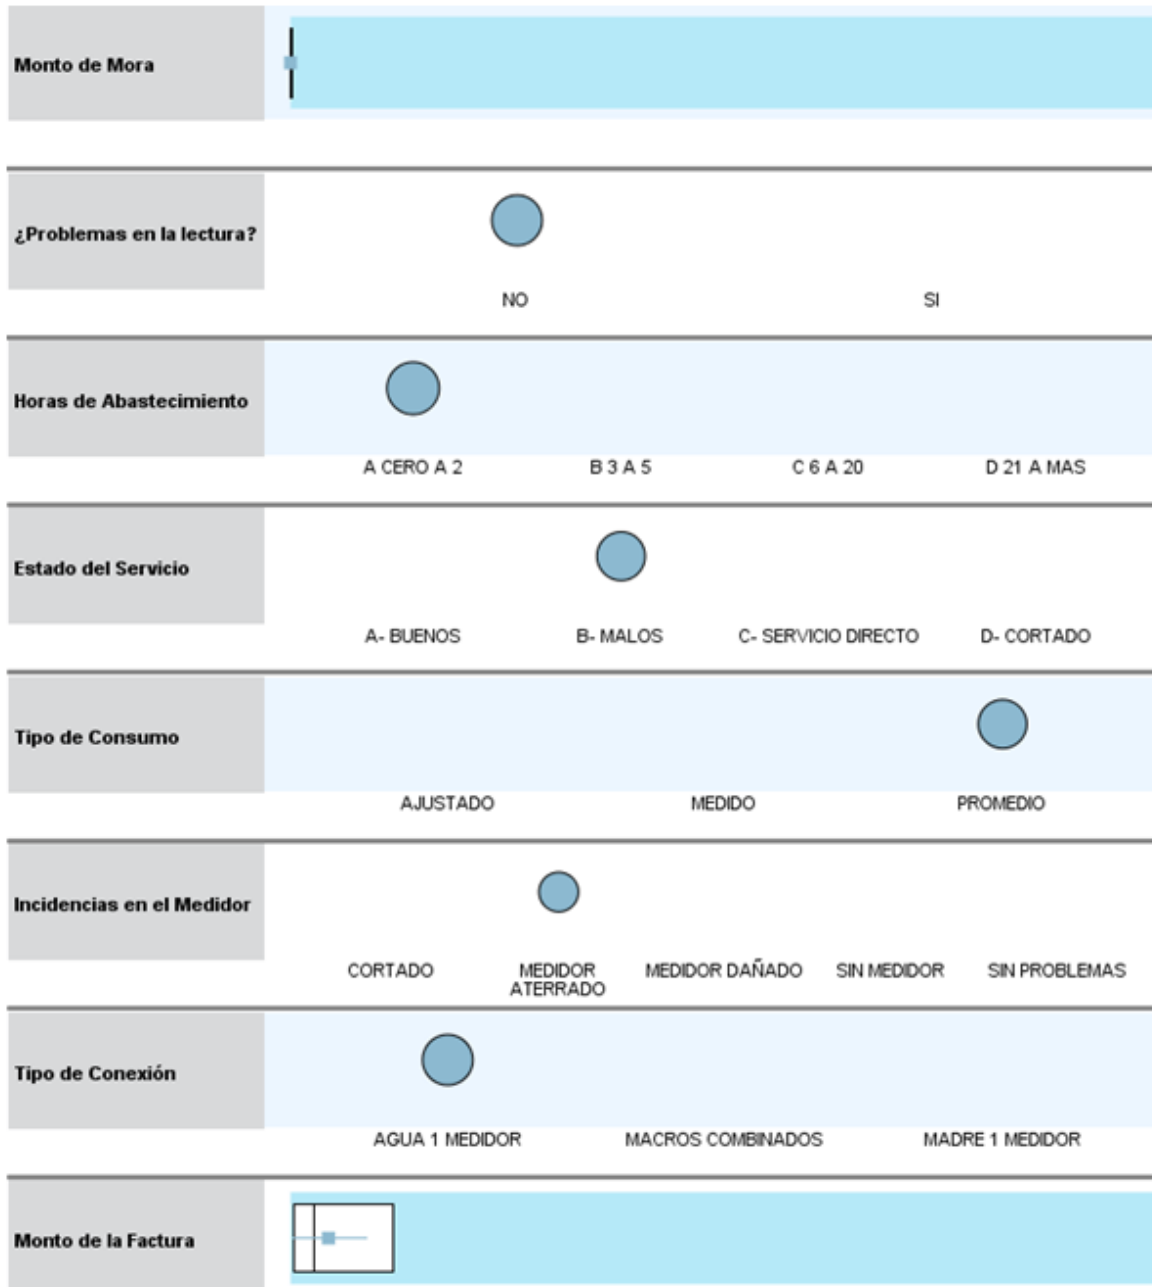 Monto de Mora
¿Problemas en la lectura?
NO SI
Horas de Abastecimiento
A CERO A 2 B 3 A 5 C 6 A 20 D 21 A MAS
Estado del Servicio
A- BUENOS B- MALOS C- SERVICIO DIRECTO D- CORTADO
Tipo de Consumo
AJUSTADO MEDIDO PROMEDIO
Incidencias en el Medidor
CORTADO MEDIDOR MEDIDOR DAÑADO SIN MEDIDOR SIN PROBLEMAS
ATERRADO
Tipo de Conexión
AGUA 1 MEDIDOR MACROS COMBINADOS MADRE 1 MEDIDOR
Monto de la Factura